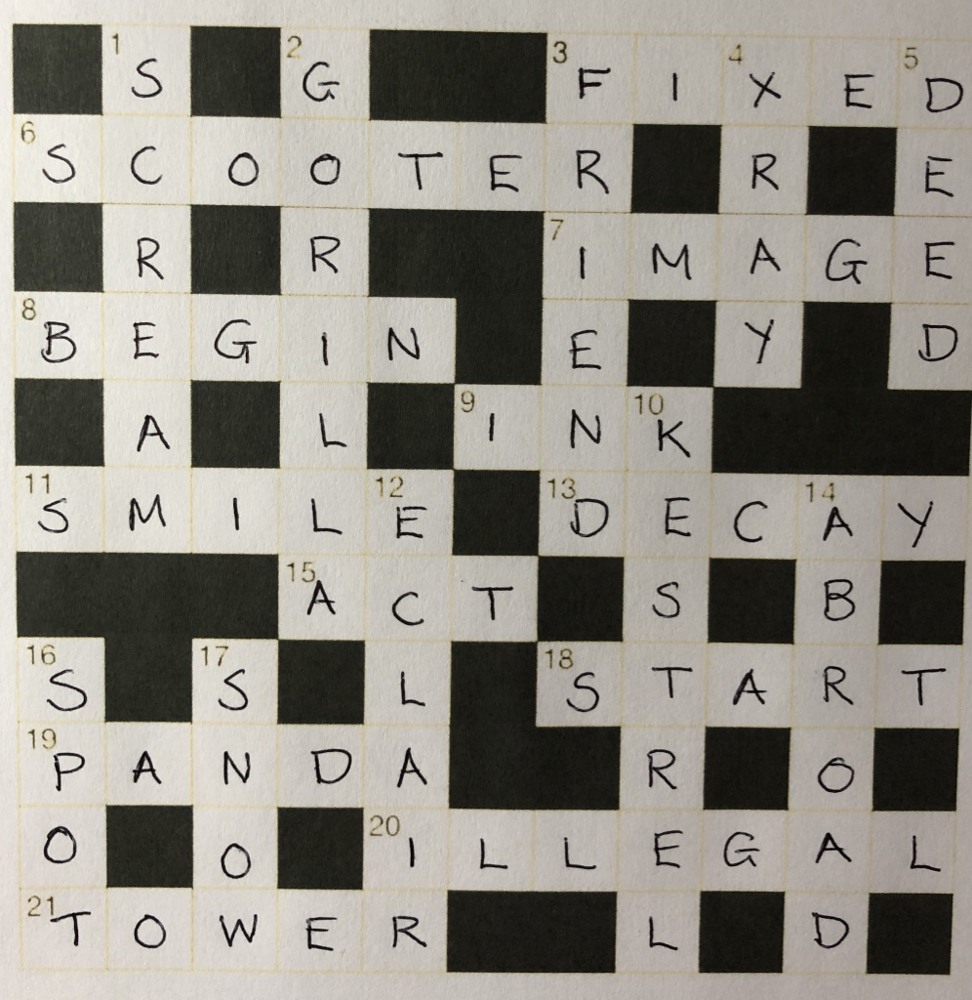 1 S 2 G 3 F I 4 X E 5 D
6 S C O O T E R R E
R R 7 I M A G E
8 B E G I N E Y D
A L 9 I N 10 K
11 S M I L 12 E 13 D E C 14 A Y
15 A C T S B
16 S 17 S L 18 S T A R T
19 P A N D A R O
O O 20 I L L E G A L
21 T O W E R L D